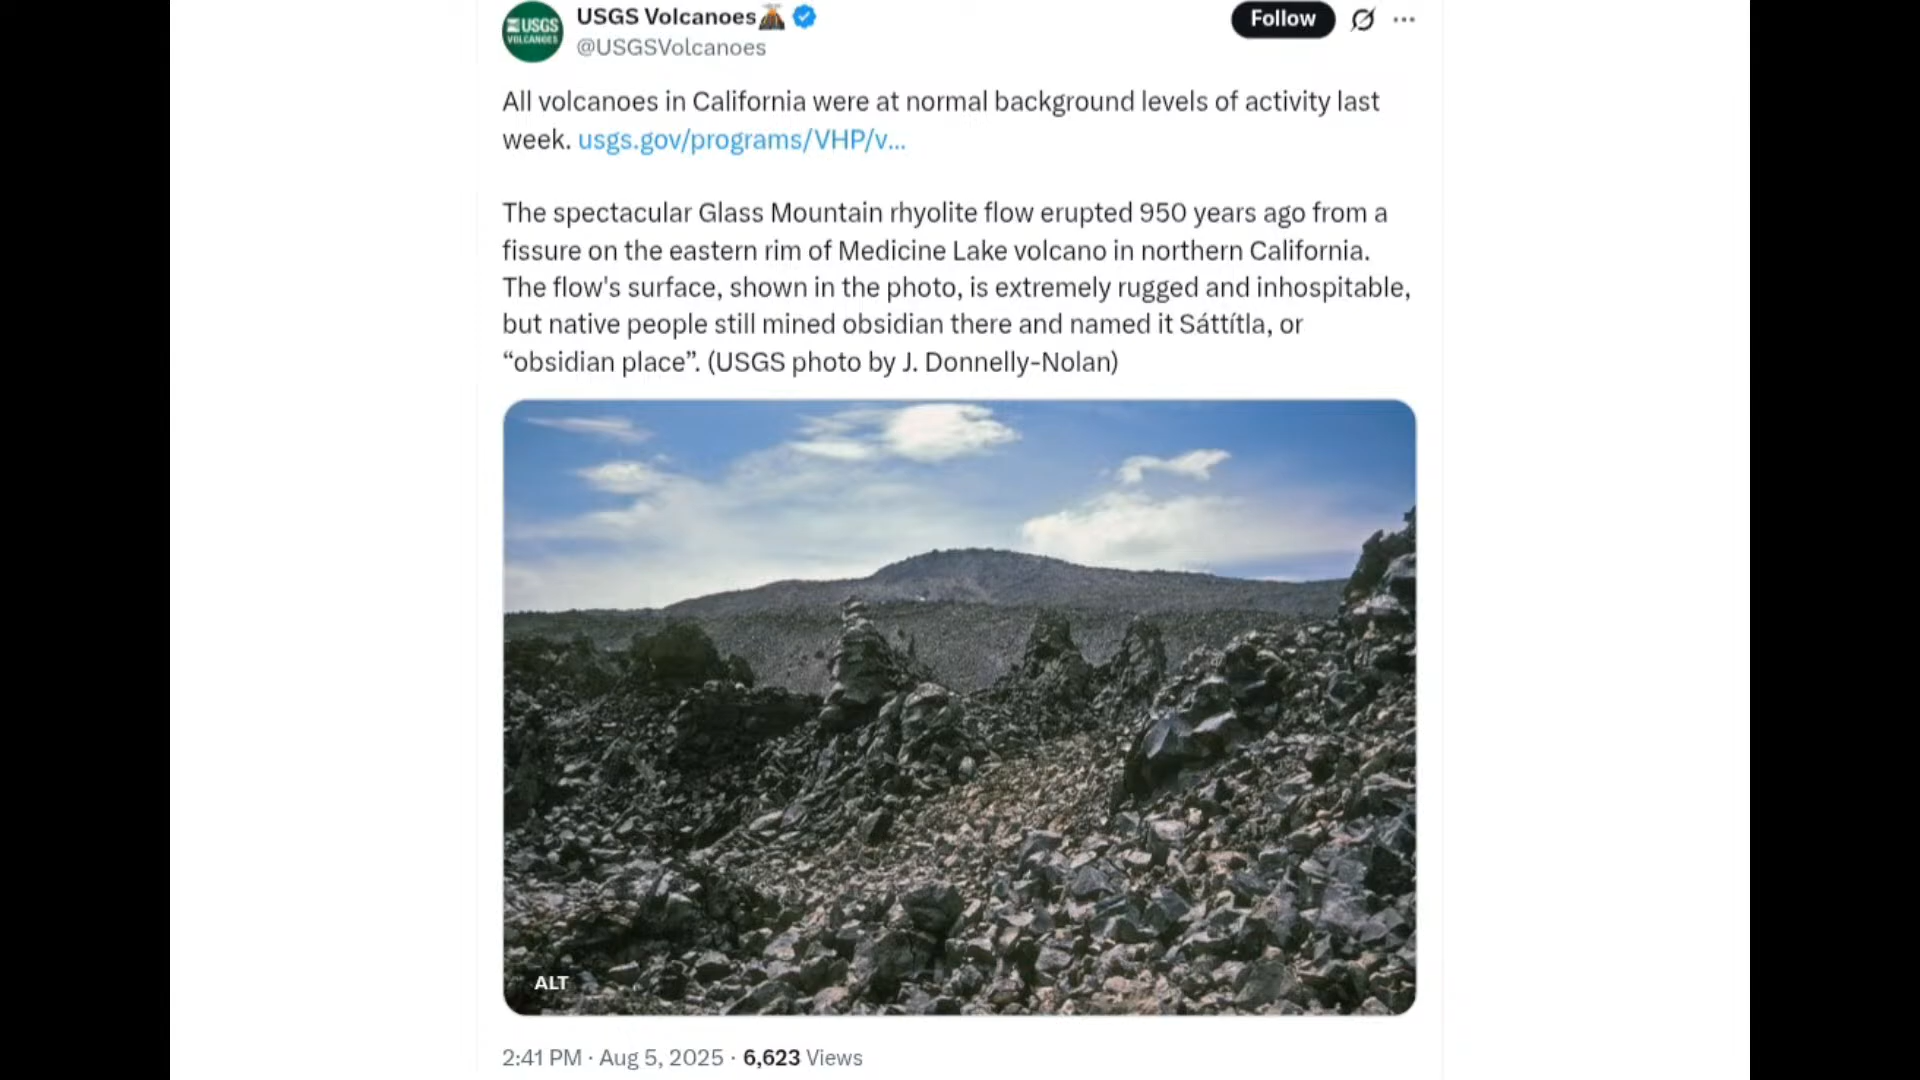 USGS
VOLCANOES
USGS Volcanoes🌋
@USGSVolcanoes
Follow
All volcanoes in California were at normal background levels of activity last
week. usgs.gov/programs/VHP/v...
The spectacular Glass Mountain rhyolite flow erupted 950 years ago from a
fissure on the eastern rim of Medicine Lake volcano in northern California.
The flow's surface, shown in the photo, is extremely rugged and inhospitable,
but native people still mined obsidian there and named it Sáttítla, or
“obsidian place”. (USGS photo by J. Donnelly-Nolan)
ALT
2:41 PM · Aug 5, 2025 · 6,623 Views